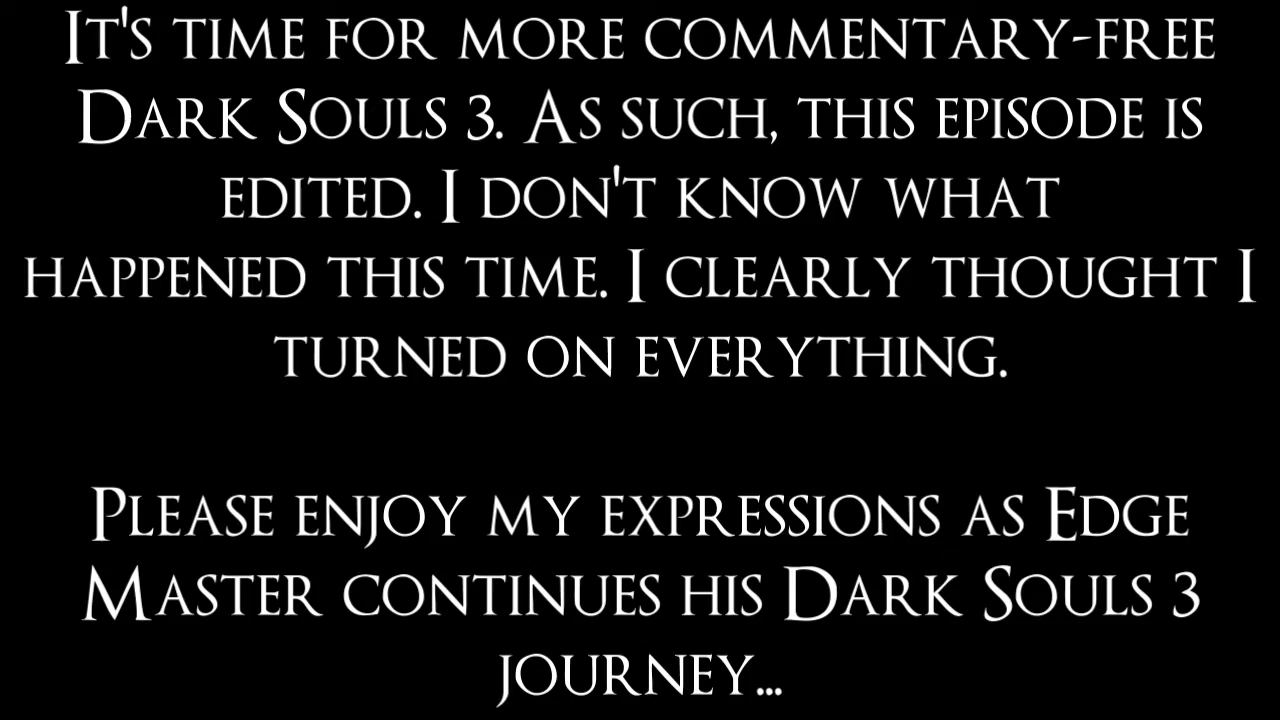 It's time for more commentary-free
Dark Souls 3. As such, this episode is
edited. I don't know what
happened this time. I clearly thought I
turned on everything.
Please enjoy my expressions as Edge
Master continues his Dark Souls 3
journey...